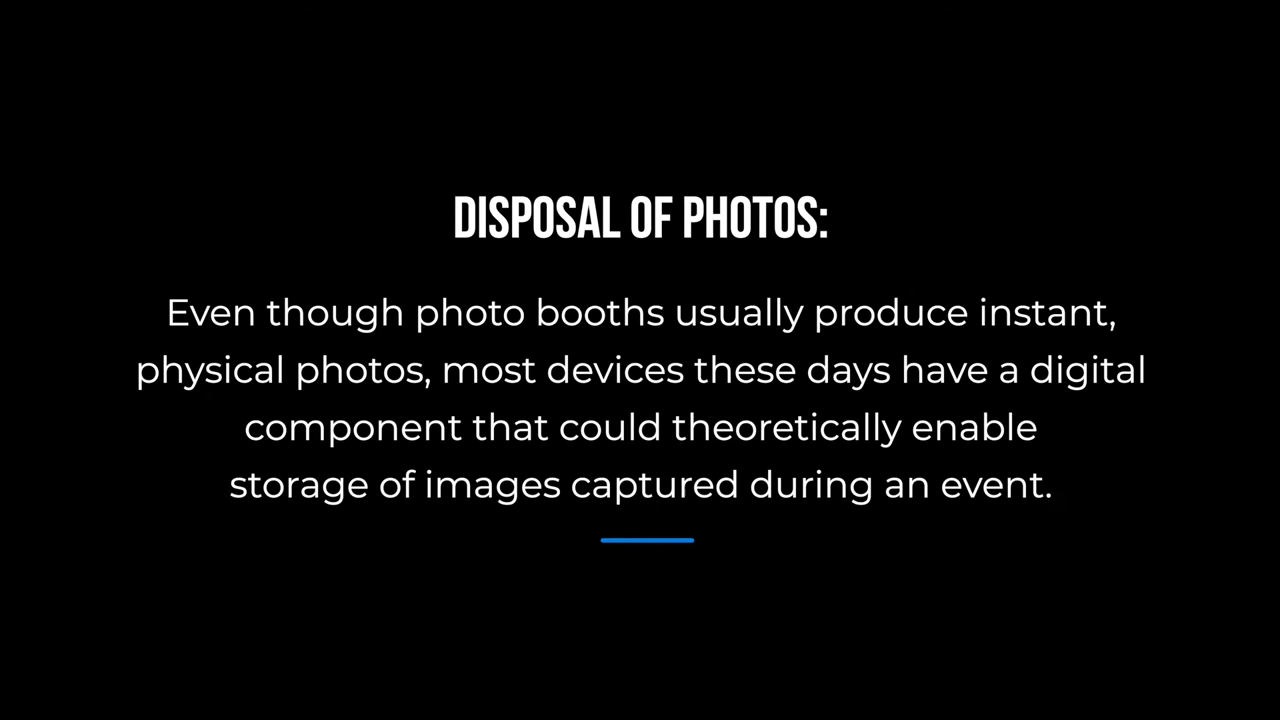 DISPOSAL OF PHOTOS:
Even though photo booths usually produce instant,
physical photos, most devices these days have a digital
component that could theoretically enable
storage of images captured during an event.